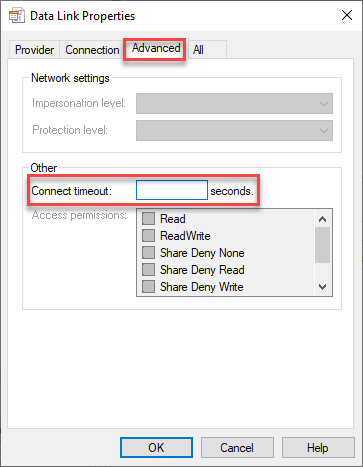 Data Link Properties
Provider Connection Advanced All
Network settings
Impersonation level:
Protection level:
Other
Connect timeout: seconds.
Access permissions: Read
ReadWrite
Share Deny None
Share Deny Read
Share Deny Write
OK Cancel Help